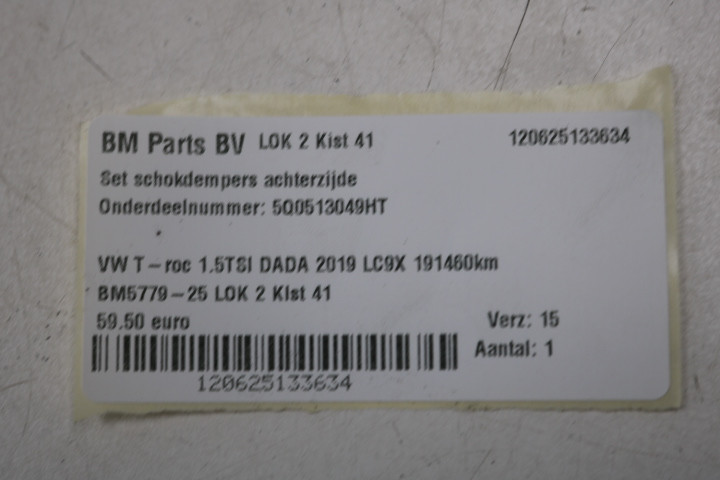 BM Parts BV LOK 2 Kist 41 120625133634
Set schokdempers achterzijde
Onderdeelnummer: 5Q0513049HT
VW T-roc 1.5TSI DADA 2019 LC9X 191460km
BM5779-25 LOK 2 Kist 41
59.50 euro Verz: 15
Aantal: 1
120625133634